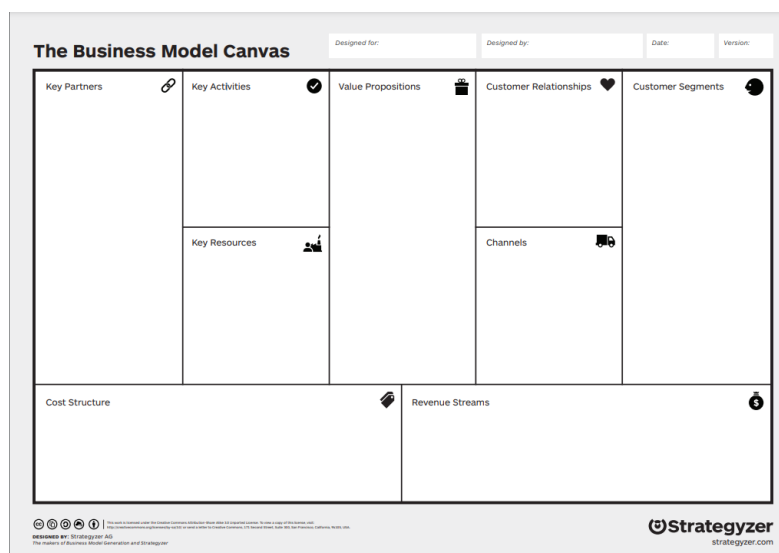 The Business Model Canvas
Designed for:
Designed by:
Date:
Version:
Key Partners
Key Activities
Value Propositions
Customer Relationships
Customer Segments
Key Resources
Channels
Cost Structure
Revenue Streams
DESIGNED BY: Strategyzer AG
The makers of Business Model Generation and Strategyzer
Strategyzer
strategyzer.com